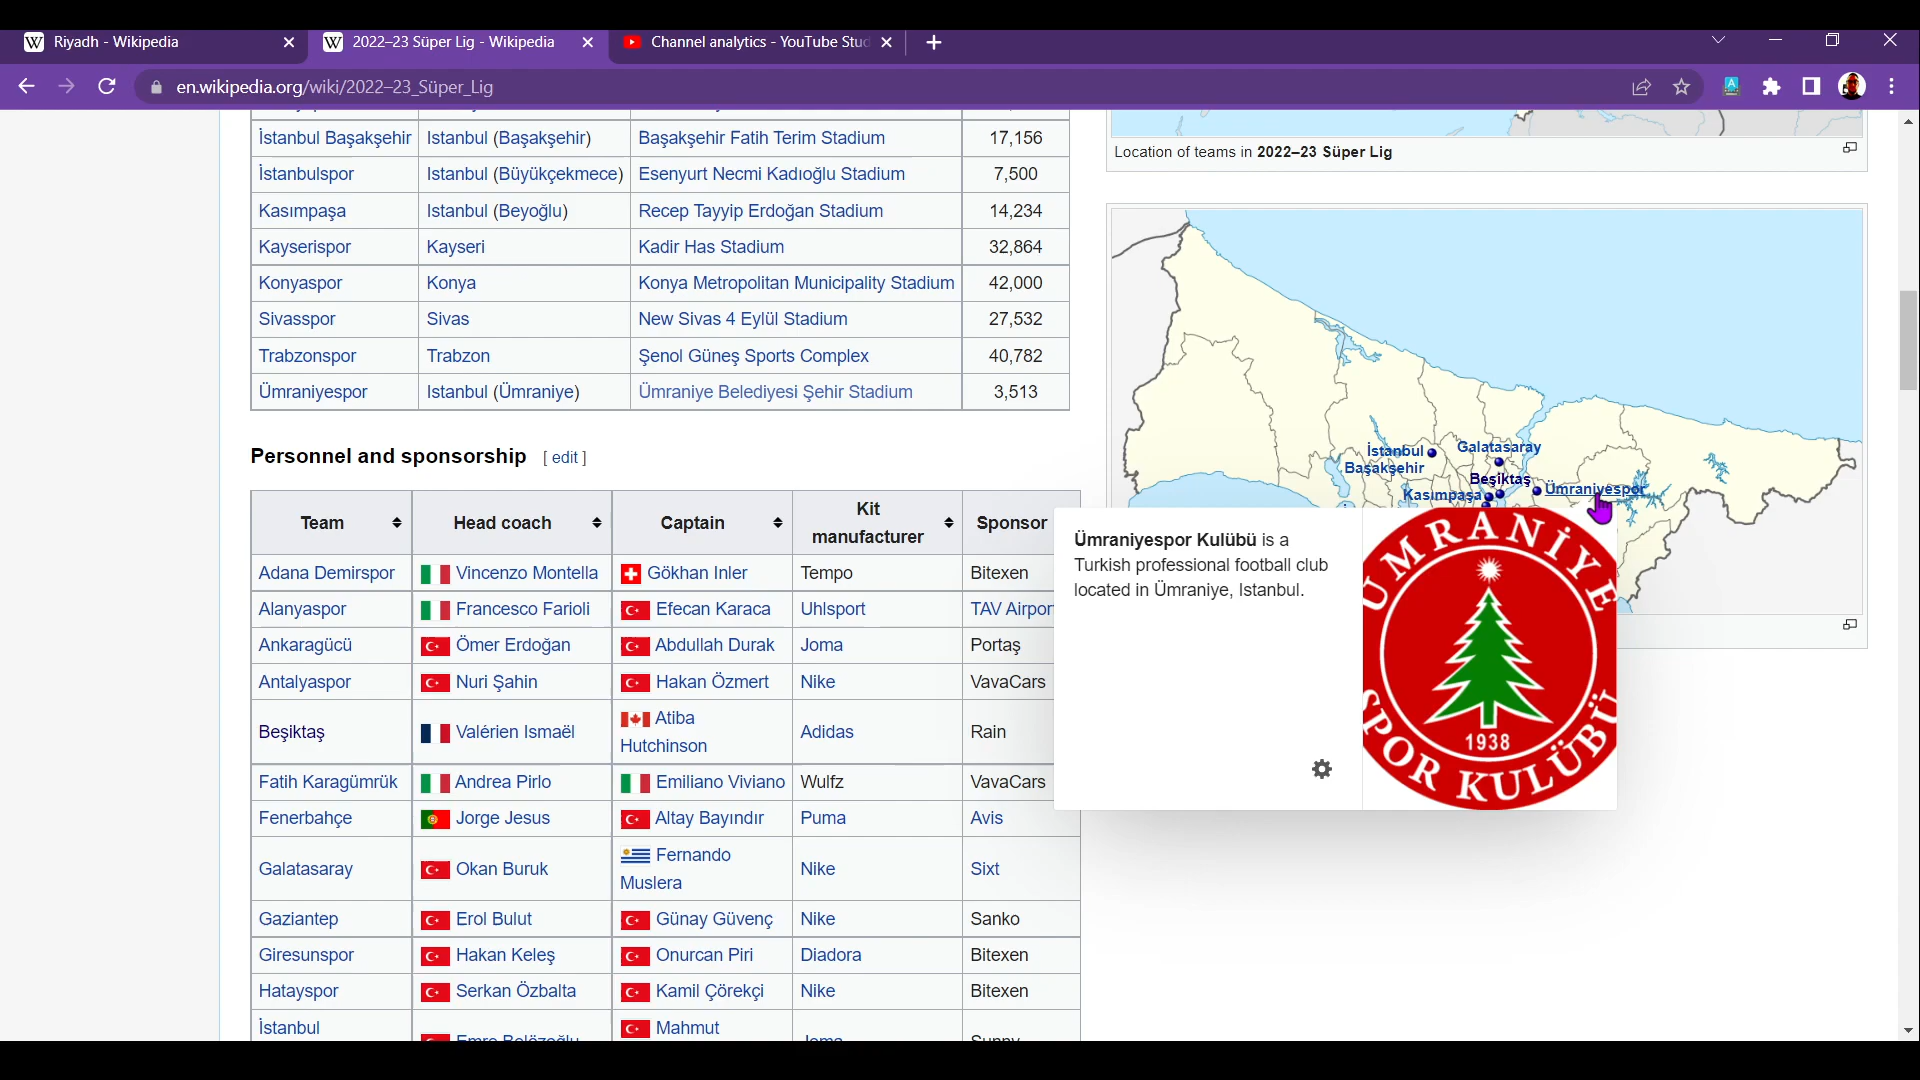 Riyadh - Wikipedia
2022–23 Süper Lig - Wikipedia
Channel analytics - YouTube Stud
en.wikipedia.org/wiki/2022–23_Süper_Lig
İstanbul Başakşehir Istanbul (Başakşehir) Başakşehir Fatih Terim Stadium 17,156
İstanbulspor Istanbul (Büyükçekmece) Esenyurt Necmi Kadıoğlu Stadium 7,500
Kasımpaşa Istanbul (Beyoğlu) Recep Tayyip Erdoğan Stadium 14,234
Kayserispor Kayseri Kadir Has Stadium 32,864
Konyaspor Konya Konya Metropolitan Municipality Stadium 42,000
Sivasspor Sivas New Sivas 4 Eylül Stadium 27,532
Trabzonspor Trabzon Şenol Güneş Sports Complex 40,782
Ümraniyespor Istanbul (Ümraniye) Ümraniye Belediyesi Şehir Stadium 3,513
Personnel and sponsorship [ edit ]
Team Head coach Captain Kit manufacturer Sponsor
Adana Demirspor Vincenzo Montella Gökhan Inler Tempo Bitexen
Alanyaspor Francesco Farioli Efecan Karaca Uhlsport TAV Airpor
Ankaragücü Ömer Erdoğan Abdullah Durak Joma Portaş
Antalyaspor Nuri Şahin Hakan Özmert Nike VavaCars
Beşiktaş Valérien Ismaël Atiba Hutchinson Adidas Rain
Fatih Karagümrük Andrea Pirlo Emiliano Viviano Wulfz VavaCars
Fenerbahçe Jorge Jesus Altay Bayındır Puma Avis
Galatasaray Okan Buruk Fernando Muslera Nike Sixt
Gaziantep Erol Bulut Günay Güvenç Nike Sanko
Giresunspor Hakan Keleş Onurcan Piri Diadora Bitexen
Hatayspor Serkan Özbalta Kamil Çörekçi Nike Bitexen
İstanbul Mahmut
Location of teams in 2022–23 Süper Lig
İstanbul
Başakşehir
Galatasaray
Beşiktaş
Kasımpaşa
Ümraniyespor
Ümraniyespor Kulübü is a
Turkish professional football club
located in Ümraniye, Istanbul.
ÜMRANİYE
1938
SPOR KULÜBÜ